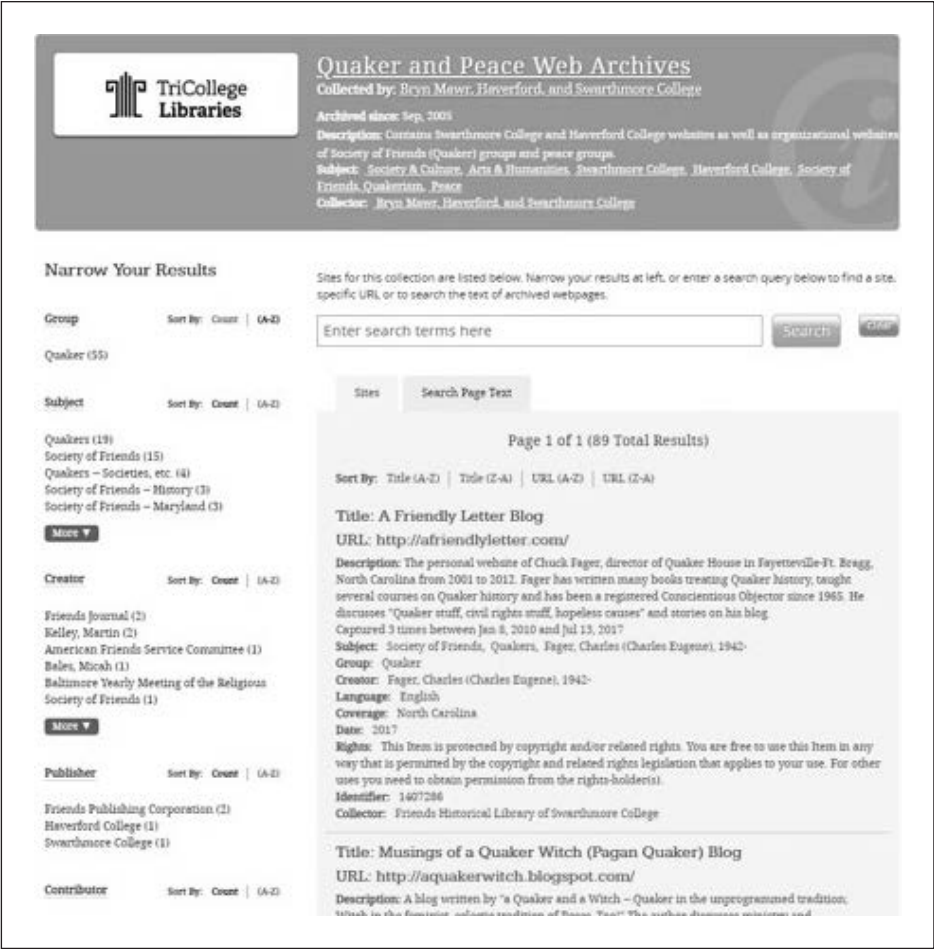 TriCollege
Libraries
Quaker and Peace Web Archives
Collected by: Bryn Mawr, Haverford, and Swarthmore College
Archived since: Sep, 2005
Description: Contains Swarthmore College and Haverford College websites as well as organizational websites
of Society of Friends (Quaker) groups and peace groups.
Subject: Society & Culture, Arts & Humanities, Swarthmore College, Haverford College, Society of
Friends, Quakerism, Peace
Collector: Bryn Mawr, Haverford, and Swarthmore College
Narrow Your Results
Group Sort By: Count | (A-Z)
Quaker (55)
Subject Sort By: Count | (A-Z)
Quakers (19)
Society of Friends (15)
Quakers – Societies, etc. (4)
Society of Friends – History (3)
Society of Friends – Maryland (3)
More ▼
Creator Sort By: Count | (A-Z)
Friends Journal (2)
Kelley, Martin (2)
American Friends Service Committee (1)
Bales, Micah (1)
Baltimore Yearly Meeting of the Religious
Society of Friends (1)
More ▼
Publisher Sort By: Count | (A-Z)
Friends Publishing Corporation (2)
Haverford College (1)
Swarthmore College (1)
Contributor Sort By: Count | (A-Z)
Sites for this collection are listed below. Narrow your results at left, or enter a search query below to find a site,
specific URL or to search the text of archived webpages.
Enter search terms here Search Clear
Sites Search Page Text
Page 1 of 1 (89 Total Results)
Sort By: Title (A-Z) | Title (Z-A) | URL (A-Z) | URL (Z-A)
Title: A Friendly Letter Blog
URL: http://afriendlyletter.com/
Description: The personal website of Chuck Fager, director of Quaker House in Fayetteville-Ft. Bragg,
North Carolina from 2001 to 2012. Fager has written many books treating Quaker history, taught
several courses on Quaker history and has been a registered Conscientious Objector since 1965. He
discusses "Quaker stuff, civil rights stuff, hopeless causes" and stories on his blog.
Captured 3 times between Jan 8, 2010 and Jul 13, 2017
Subject: Society of Friends, Quakers, Fager, Charles (Charles Eugene), 1942-
Group: Quaker
Creator: Fager, Charles (Charles Eugene), 1942-
Language: English
Coverage: North Carolina
Date: 2017
Rights: This Item is protected by copyright and/or related rights. You are free to use this Item in any
way that is permitted by the copyright and related rights legislation that applies to your use. For other
uses you need to obtain permission from the rights-holder(s).
Identifier: 1407286
Collector: Friends Historical Library of Swarthmore College
Title: Musings of a Quaker Witch (Pagan Quaker) Blog
URL: http://aquakerwitch.blogspot.com/
Description: A blog written by "a Quaker and a Witch – Quaker in the unprogrammed tradition;